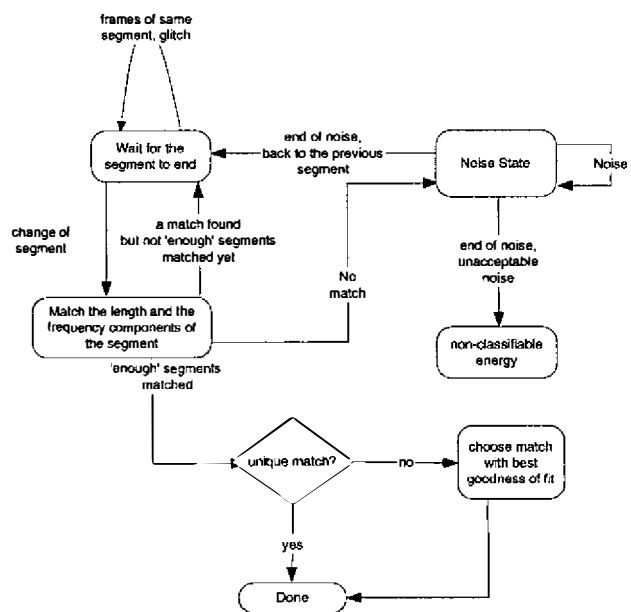 frames of same
segment, glitch
Wait for the
segment to end
end of noise,
back to the previous
segment
Noise State
Noise
change of
segment
a match found
but not 'enough' segments
matched yet
No
match
end of noise,
unacceptable
noise
Match the length and the
frequency components of
the segment
non-classifiable
energy
'enough' segments
matched
unique match?
no
choose match
with best
goodness of fit
yes
Done